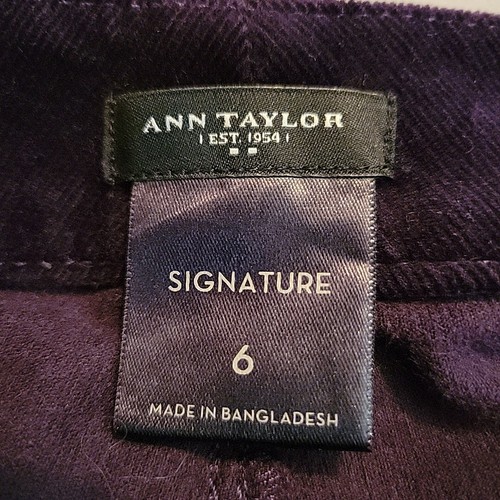 ANN TAYLOR
EST. 1954
SIGNATURE
6
MADE IN BANGLADESH